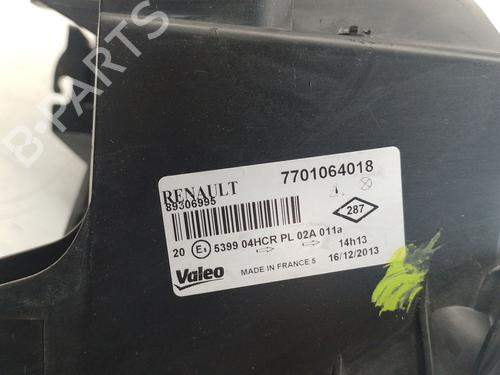 B-PARTS
RENAULT 7701064018
89306995
287
20 E5 5399 04HCR PL 02A 011a 14h13
Valeo MADE IN FRANCE 5 16/12/2013